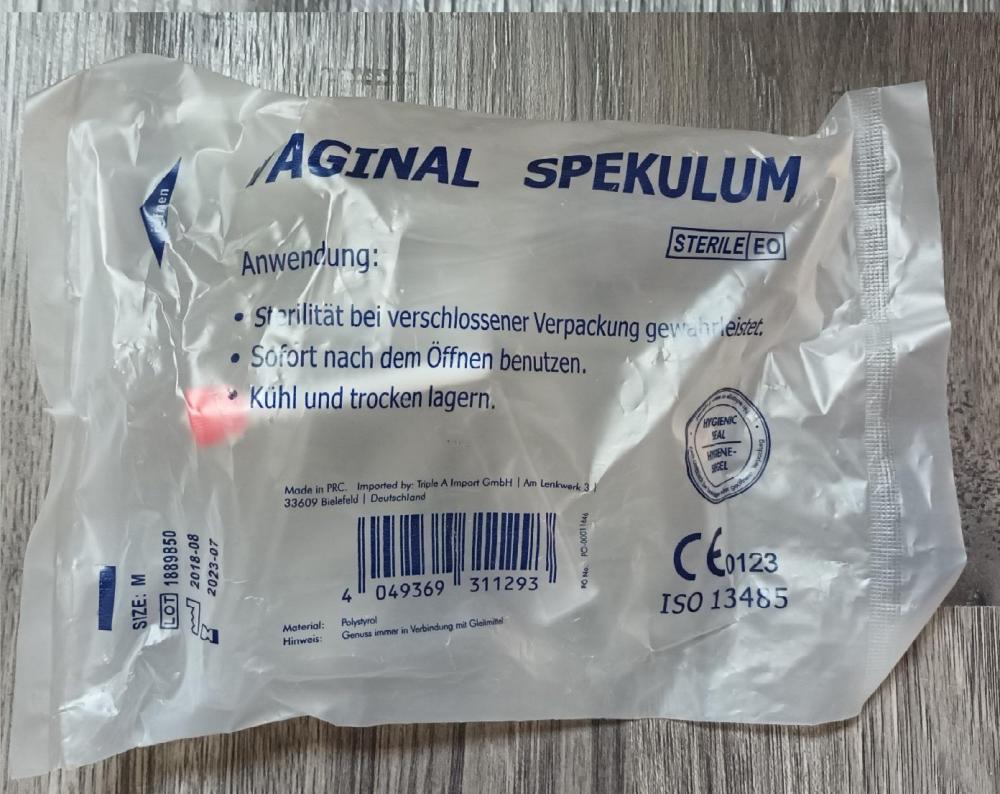 VAGINAL SPEKULUM
STERILE EO
Anwendung:
• Sterilität bei verschlossener Verpackung gewährleistet.
• Sofort nach dem Öffnen benutzen.
• Kühl und trocken lagern.
HYGIENIC
SEAL
HYGIENE-
SIEGEL
Made in PRC. Imported by: Triple A Import GmbH | Am Lenkwerk 3 |
33609 Bielefeld | Deutschland
4 049369 311293
SIZE: M
LOT 1889850
2018-08
2023-07
CE 0123
ISO 13485
Material: Polystyrol
Hinweis: Genuss immer in Verbindung mit Gleitmittel